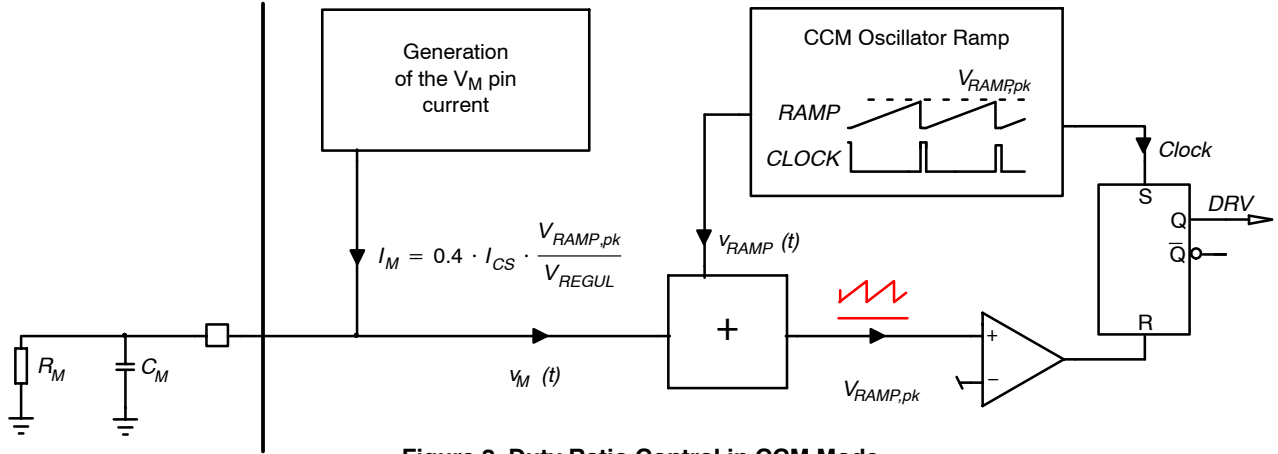 Generation
of the VM pin
current
CCM Oscillator Ramp
VRAMP,pk
RAMP
CLOCK
Clock
S
Q
DRV
Q̅
R
IM = 0.4 · ICS · VRAMP,pk / VREGUL
vRAMP (t)
+
+
−
RM
CM
vM (t)
VRAMP,pk